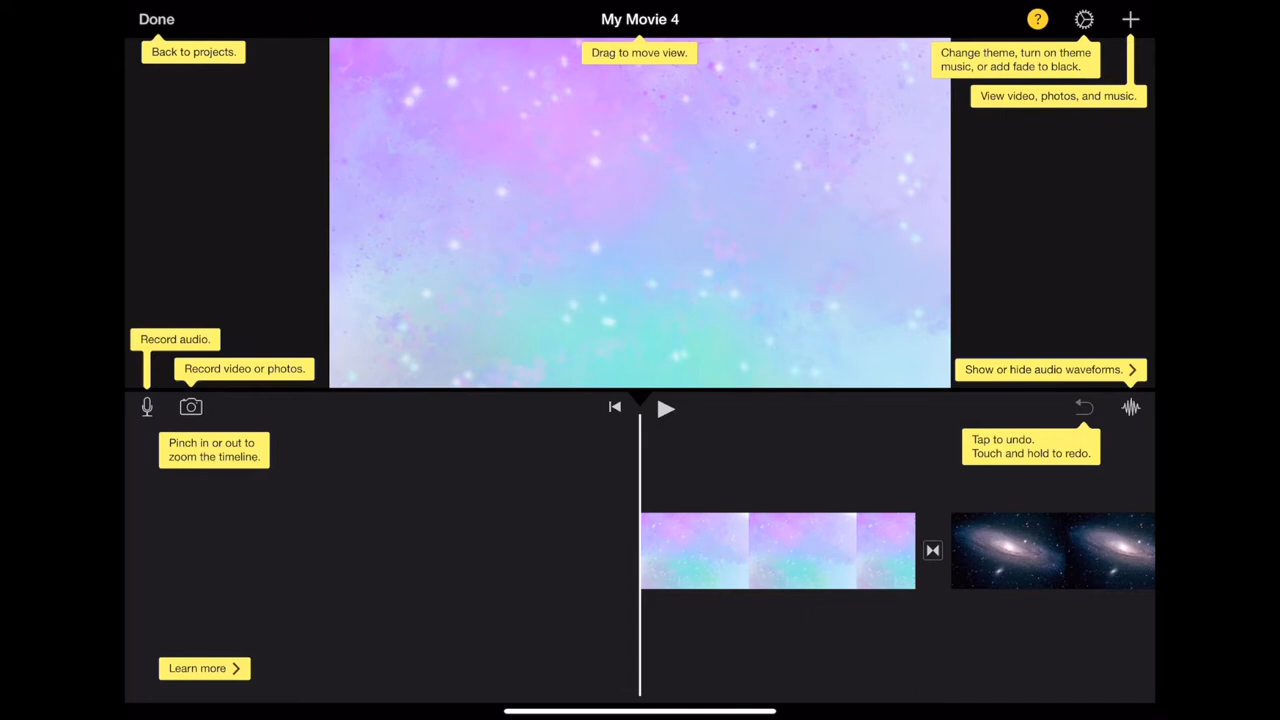 Done
My Movie 4
?
Back to projects.
Drag to move view.
Change theme, turn on theme
music, or add fade to black.
View video, photos, and music.
Record audio.
Record video or photos.
Show or hide audio waveforms.
Pinch in or out to
zoom the timeline.
Tap to undo.
Touch and hold to redo.
Learn more